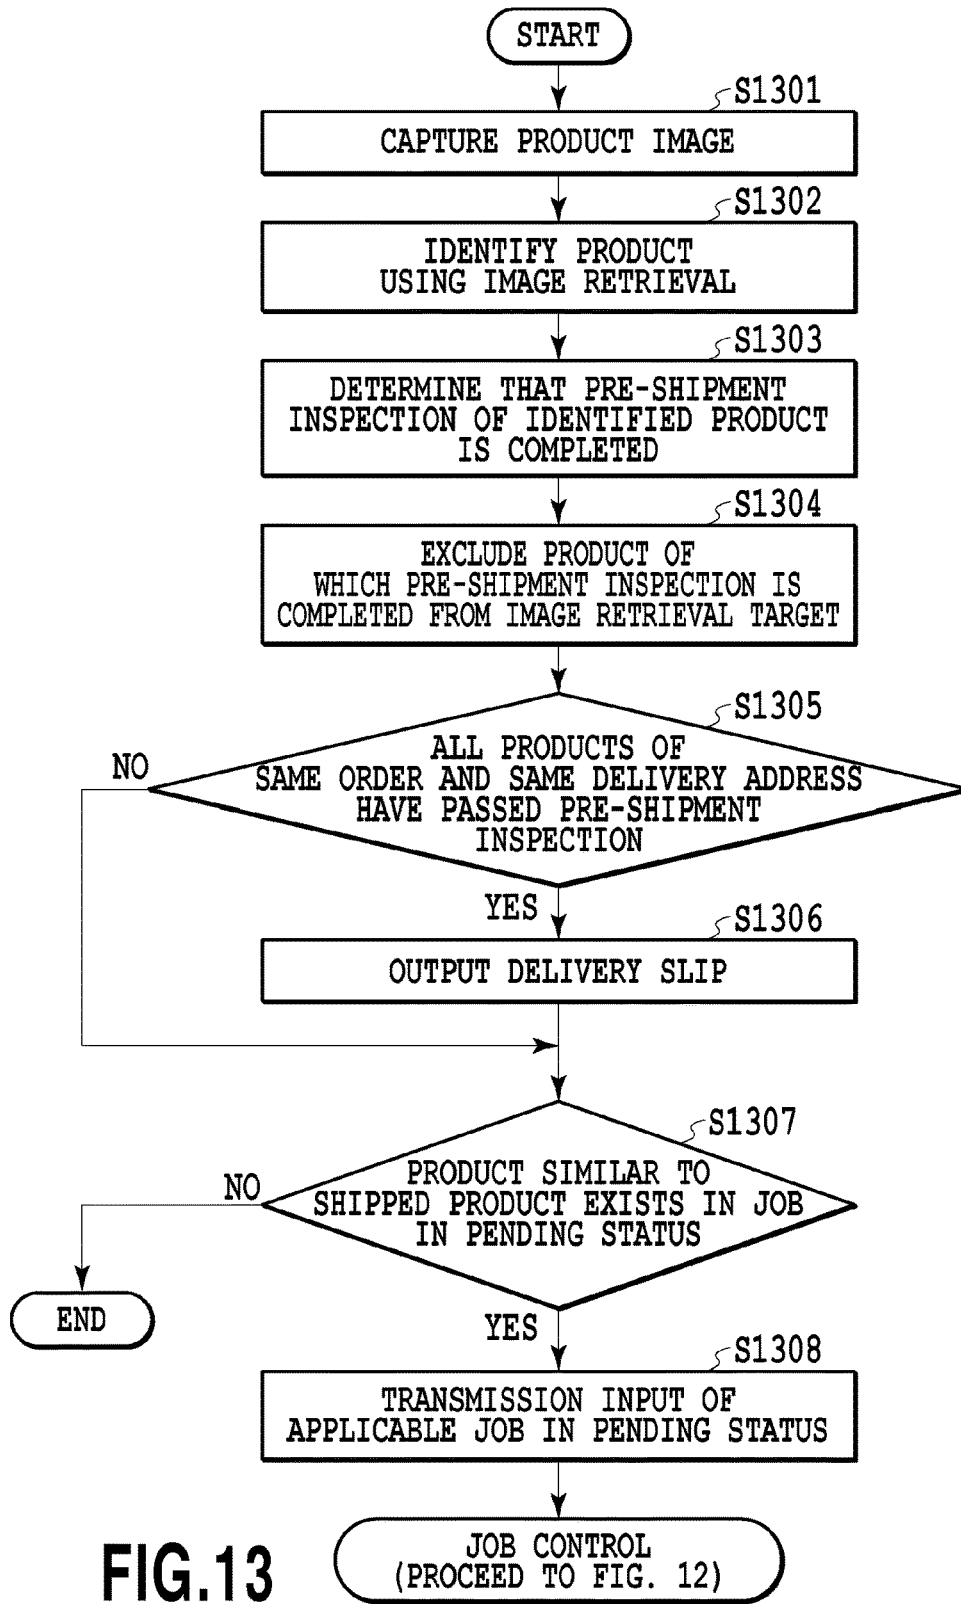 START
S1301
CAPTURE PRODUCT IMAGE
S1302
IDENTIFY PRODUCT
USING IMAGE RETRIEVAL
S1303
DETERMINE THAT PRE-SHIPMENT
INSPECTION OF IDENTIFIED PRODUCT
IS COMPLETED
S1304
EXCLUDE PRODUCT OF
WHICH PRE-SHIPMENT INSPECTION IS
COMPLETED FROM IMAGE RETRIEVAL TARGET
S1305
ALL PRODUCTS OF
SAME ORDER AND SAME DELIVERY ADDRESS
HAVE PASSED PRE-SHIPMENT
INSPECTION
NO
YES
S1306
OUTPUT DELIVERY SLIP
S1307
PRODUCT SIMILAR TO
SHIPPED PRODUCT EXISTS IN JOB
IN PENDING STATUS
NO
END
YES
S1308
TRANSMISSION INPUT OF
APPLICABLE JOB IN PENDING STATUS
JOB CONTROL
(PROCEED TO FIG. 12)
FIG.13